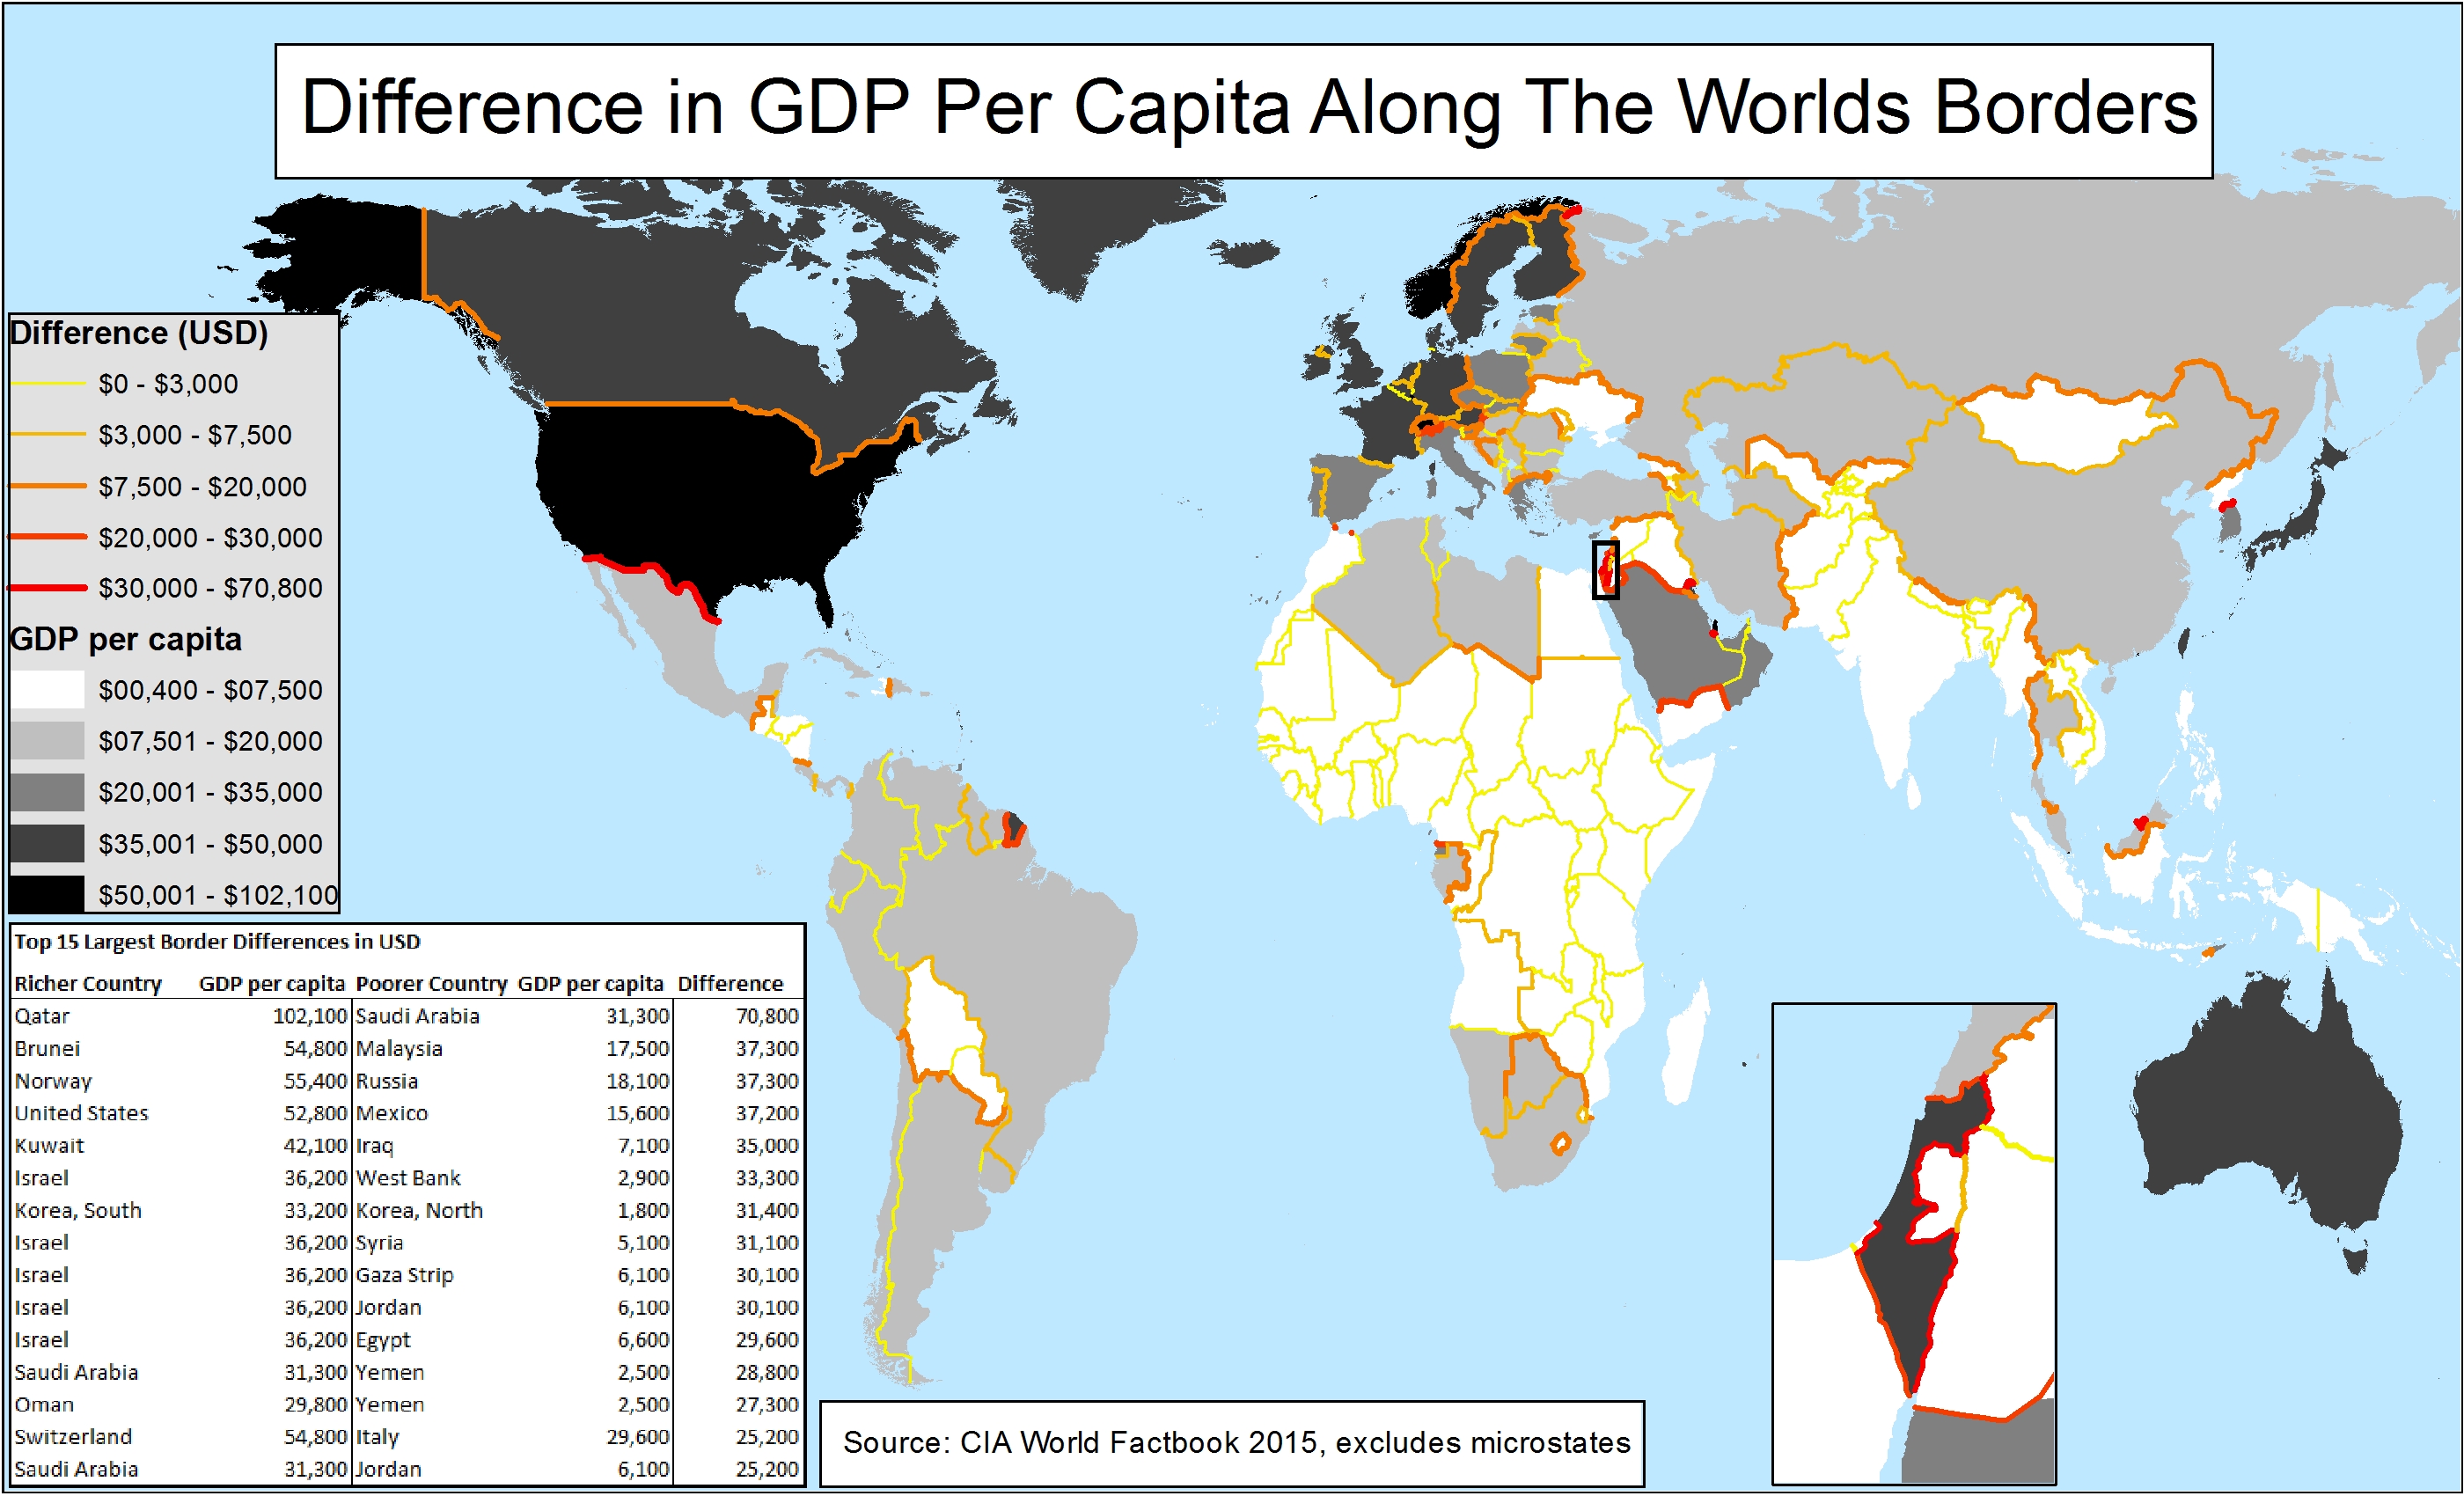 Difference in GDP Per Capita Along The Worlds Borders
Difference (USD)
$0 - $3,000
$3,000 - $7,500
$7,500 - $20,000
$20,000 - $30,000
$30,000 - $70,800
GDP per capita
$00,400 - $07,500
$07,501 - $20,000
$20,001 - $35,000
$35,001 - $50,000
$50,001 - $102,100
Top 15 Largest Border Differences in USD
Richer Country GDP per capita Poorer Country GDP per capita Difference
Qatar 102,100 Saudi Arabia 31,300 70,800
Brunei 54,800 Malaysia 17,500 37,300
Norway 55,400 Russia 18,100 37,300
United States 52,800 Mexico 15,600 37,200
Kuwait 42,100 Iraq 7,100 35,000
Israel 36,200 West Bank 2,900 33,300
Korea, South 33,200 Korea, North 1,800 31,400
Israel 36,200 Syria 5,100 31,100
Israel 36,200 Gaza Strip 6,100 30,100
Israel 36,200 Jordan 6,100 30,100
Israel 36,200 Egypt 6,600 29,600
Saudi Arabia 31,300 Yemen 2,500 28,800
Oman 29,800 Yemen 2,500 27,300
Switzerland 54,800 Italy 29,600 25,200
Saudi Arabia 31,300 Jordan 6,100 25,200
Source: CIA World Factbook 2015, excludes microstates